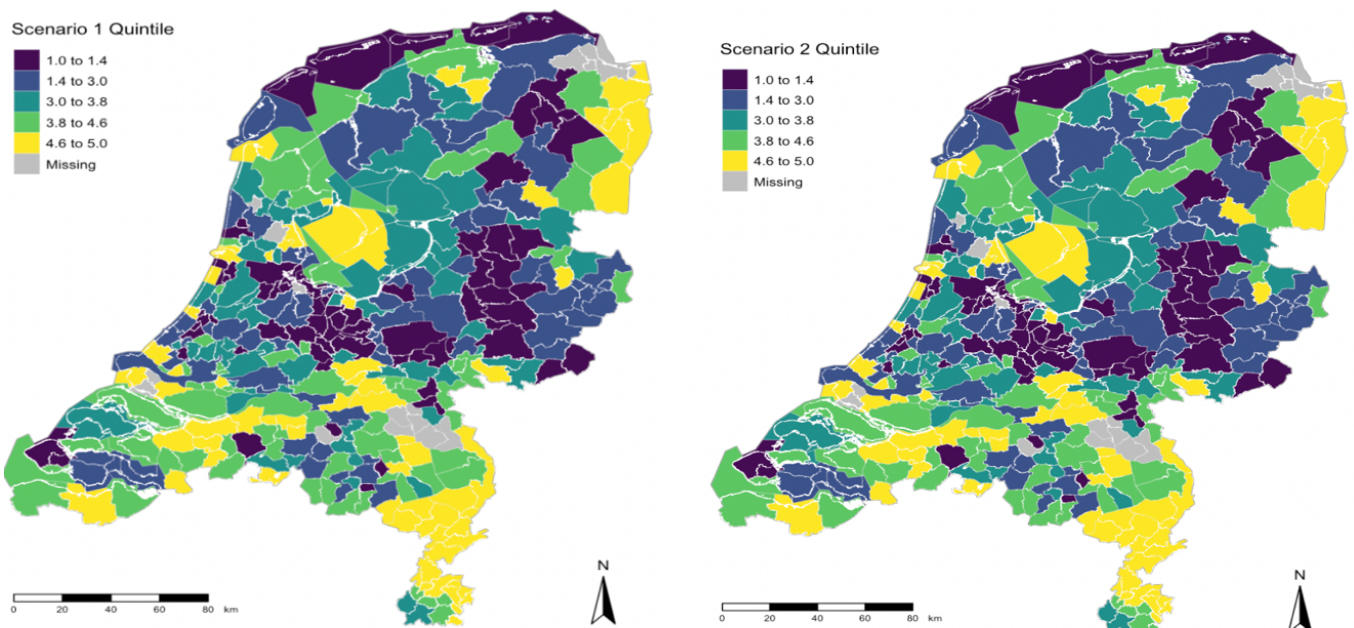 Scenario 1 Quintile
1.0 to 1.4
1.4 to 3.0
3.0 to 3.8
3.8 to 4.6
4.6 to 5.0
Missing
N
0 20 40 60 80 km
Scenario 2 Quintile
1.0 to 1.4
1.4 to 3.0
3.0 to 3.8
3.8 to 4.6
4.6 to 5.0
Missing
N
0 20 40 60 80 km